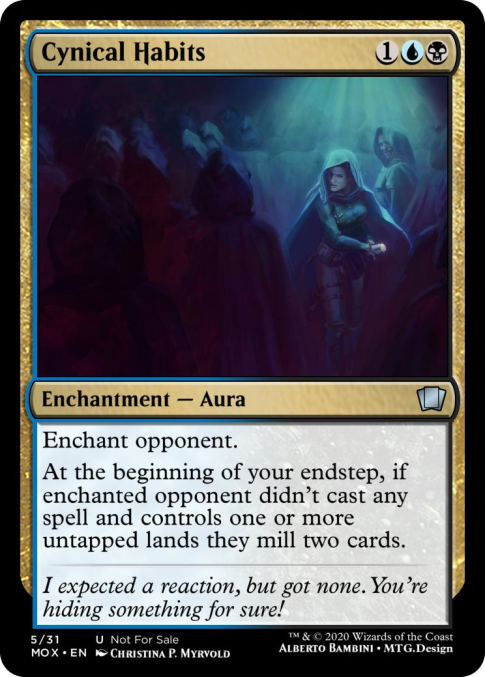 Cynical Habits 1
Enchantment — Aura
Enchant opponent.
At the beginning of your endstep, if
enchanted opponent didn't cast any
spell and controls one or more
untapped lands they mill two cards.
I expected a reaction, but got none. You're
hiding something for sure!
5/31 U Not For Sale ™ & © 2020 Wizards of the Coast
MOX • EN Christina P. Myrvold Alberto Bambini • MTG.Design